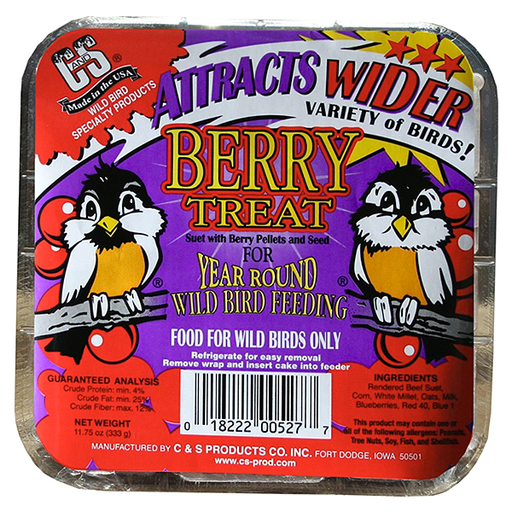 C AND S
Made in the USA
WILD BIRD
SPECIALTY PRODUCTS
ATTRACTS WIDER
VARIETY of BIRDS!
BERRY
TREAT
Suet with Berry Pellets and Seed
FOR
YEAR ROUND
WILD BIRD FEEDING
®
®
FOOD FOR WILD BIRDS ONLY
Refrigerate for easy removal
Remove wrap and insert cake into feeder
GUARANTEED ANALYSIS
Crude Protein: min. 4%
Crude Fat: min. 25%
Crude Fiber: max. 12%
NET WEIGHT
11.75 oz (333 g)
0 18222 00527 7
INGREDIENTS
Rendered Beef Suet,
Corn, White Millet, Oats, Milk,
Blueberries, Red 40, Blue 1
This product may contain one or
all of the following allergens: Peanuts,
Tree Nuts, Soy, Fish, and Shellfish.
MANUFACTURED BY C & S PRODUCTS CO. INC. FORT DODGE, IOWA 50501
www.cs-prod.com